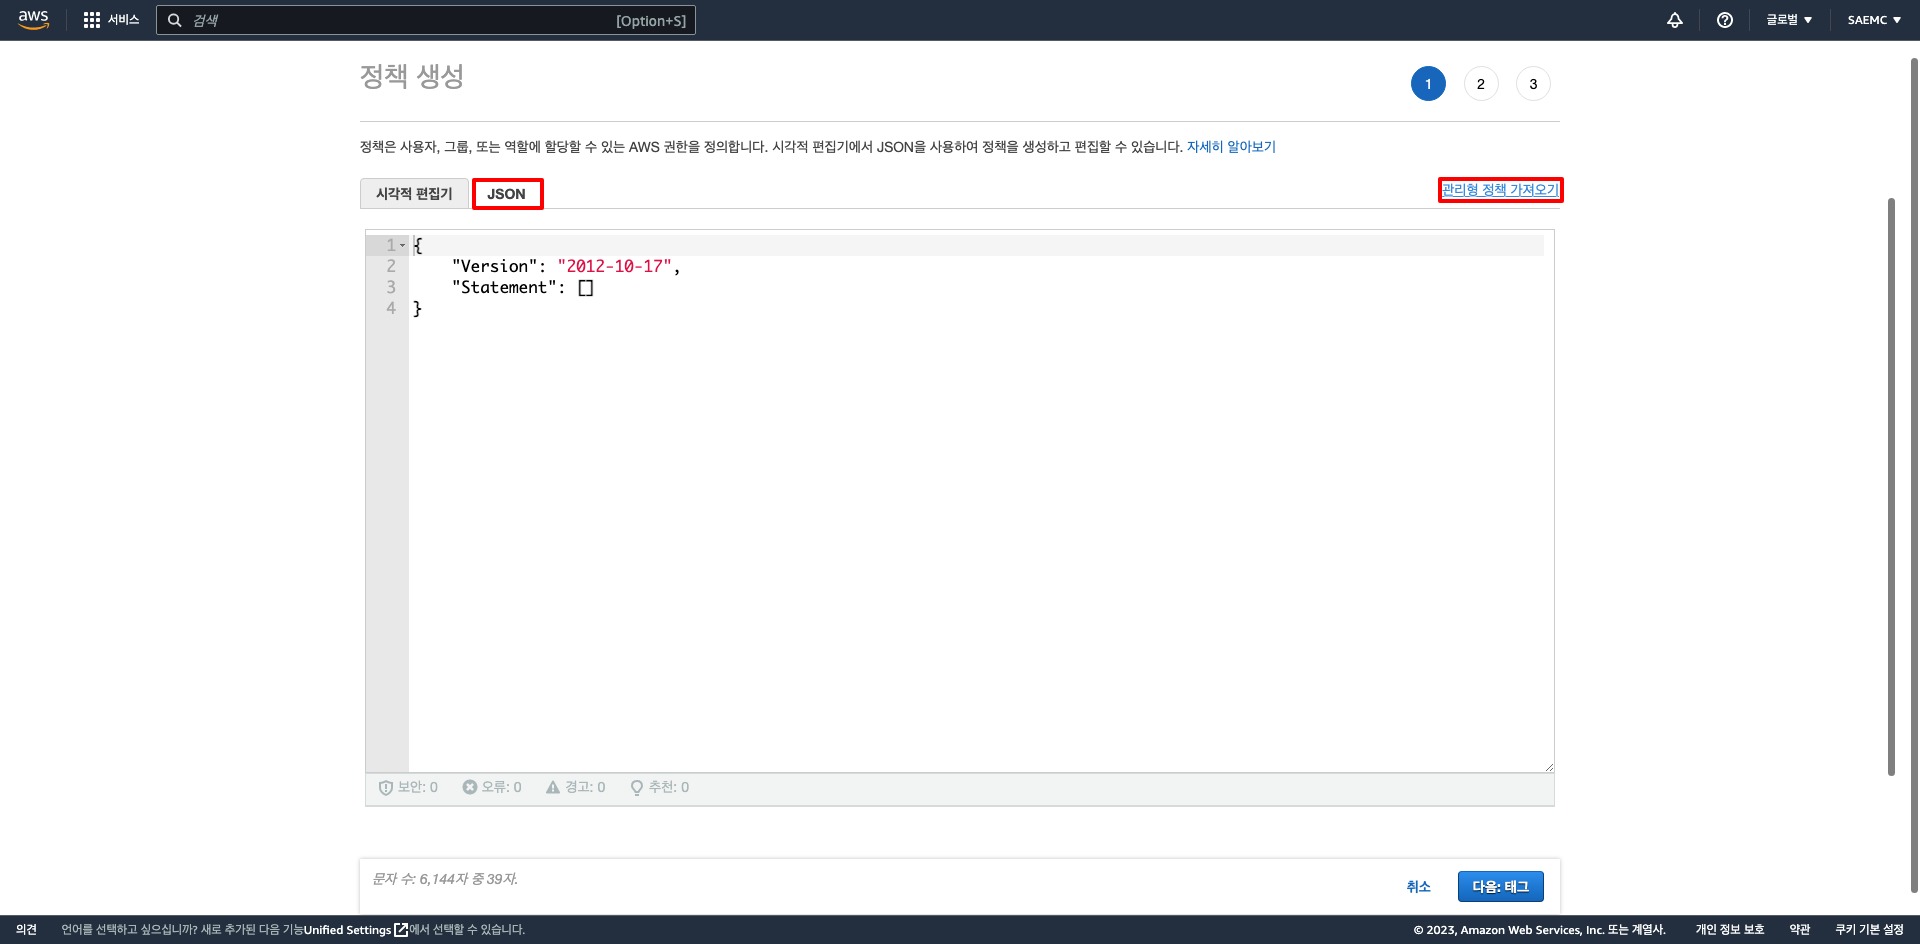 aws 서비스 검색 [Option+S] 글로벌 SAEMC
정책 생성 1 2 3
정책은 사용자, 그룹, 또는 역할에 할당할 수 있는 AWS 권한을 정의합니다. 시각적 편집기에서 JSON을 사용하여 정책을 생성하고 편집할 수 있습니다. 자세히 알아보기
시각적 편집기 JSON 관리형 정책 가져오기
1 {
2 "Version": "2012-10-17",
3 "Statement": []
4 }
보안: 0 오류: 0 경고: 0 추천: 0
문자 수: 6,144자 중 39자. 취소 다음: 태그
의견 언어를 선택하고 싶으십니까? 새로 추가된 다음 기능Unified Settings에서 선택할 수 있습니다. © 2023, Amazon Web Services, Inc. 또는 계열사. 개인 정보 보호 약관 쿠키 기본 설정